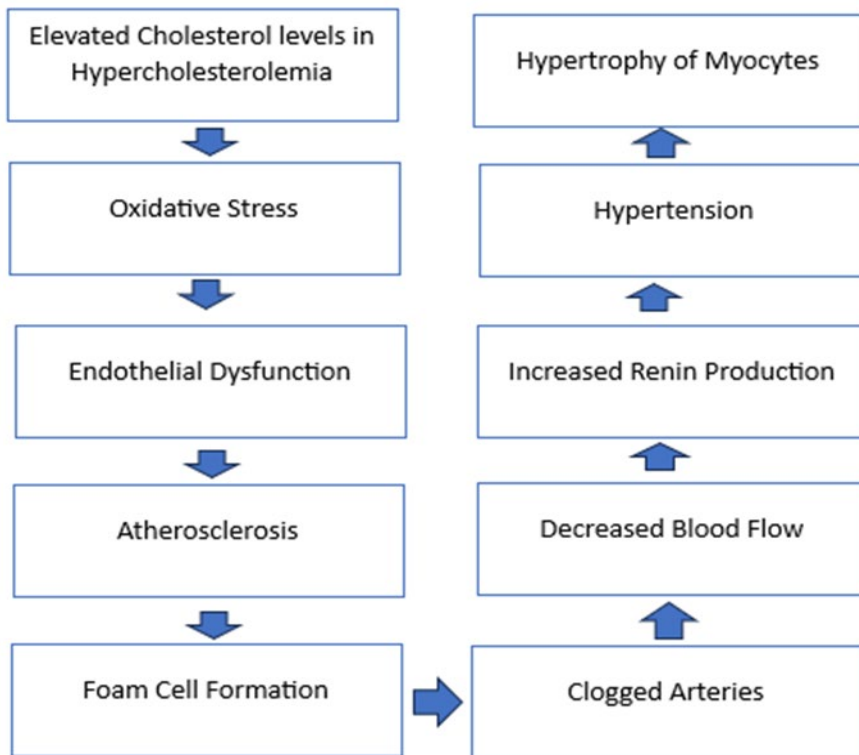 Elevated Cholesterol levels in
Hypercholesterolemia
Oxidative Stress
Endothelial Dysfunction
Atherosclerosis
Foam Cell Formation
Clogged Arteries
Decreased Blood Flow
Increased Renin Production
Hypertension
Hypertrophy of Myocytes